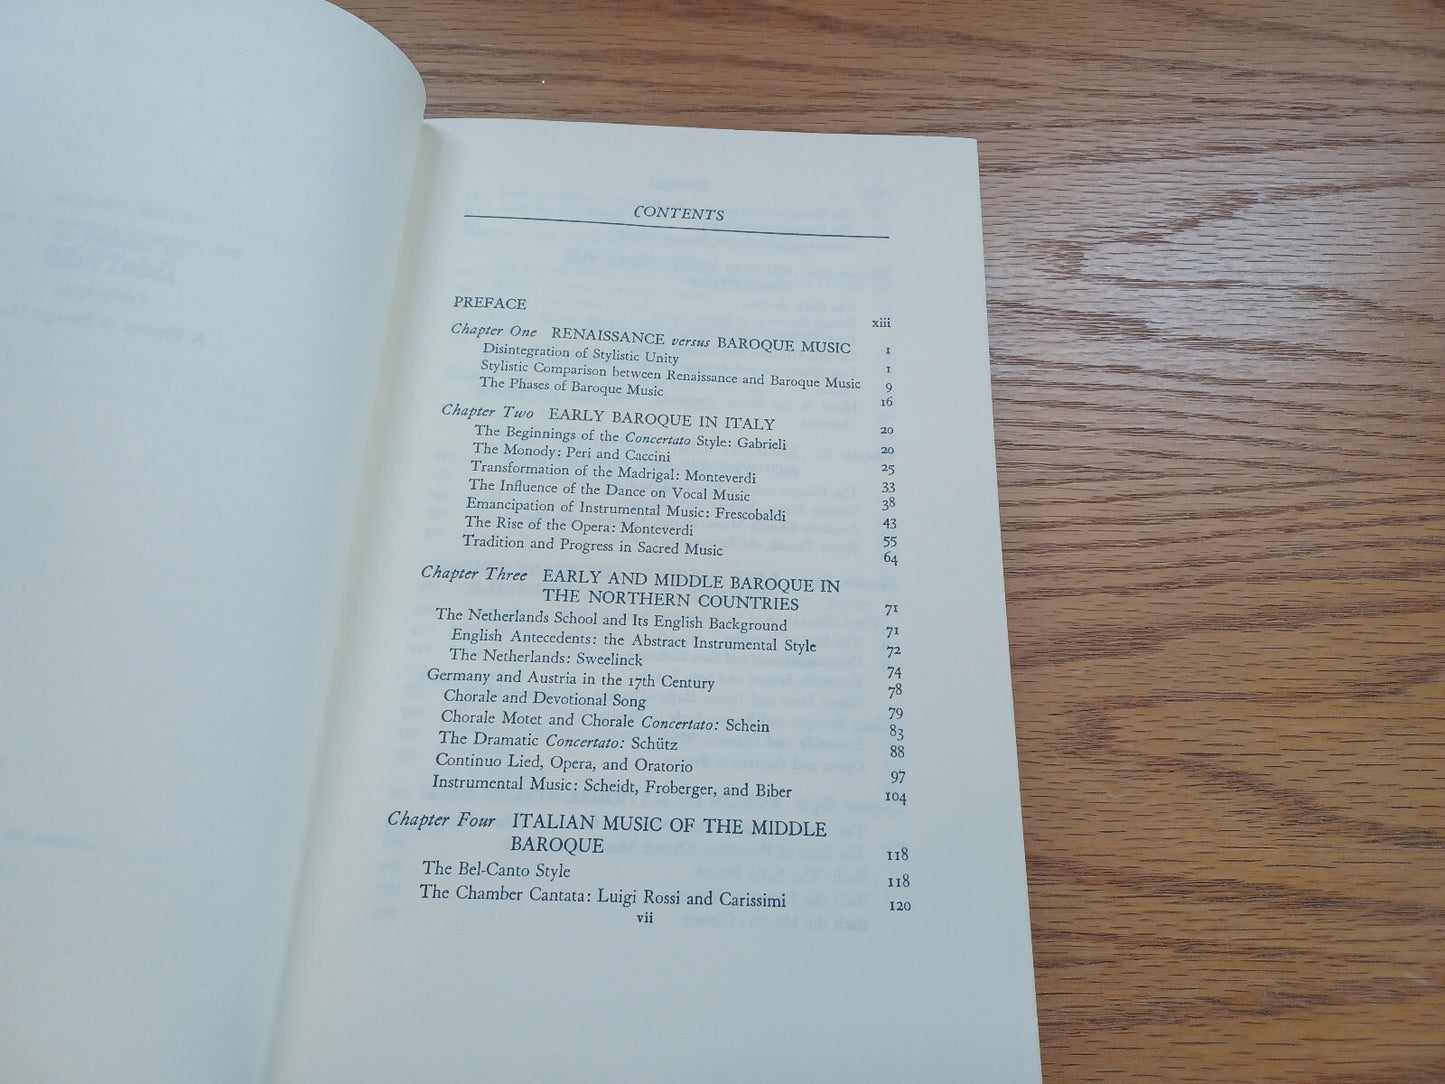 CONTENTS
PREFACE xiii
Chapter One RENAISSANCE versus BAROQUE MUSIC 1
Disintegration of Stylistic Unity 1
Stylistic Comparison between Renaissance and Baroque Music 9
The Phases of Baroque Music 16
Chapter Two EARLY BAROQUE IN ITALY 20
The Beginnings of the Concertato Style: Gabrieli 20
The Monody: Peri and Caccini 25
Transformation of the Madrigal: Monteverdi 33
The Influence of the Dance on Vocal Music 38
Emancipation of Instrumental Music: Frescobaldi 43
The Rise of the Opera: Monteverdi 55
Tradition and Progress in Sacred Music 64
Chapter Three EARLY AND MIDDLE BAROQUE IN
THE NORTHERN COUNTRIES 71
The Netherlands School and Its English Background 71
English Antecedents: the Abstract Instrumental Style 72
The Netherlands: Sweelinck 74
Germany and Austria in the 17th Century 78
Chorale and Devotional Song 79
Chorale Motet and Chorale Concertato: Schein 83
The Dramatic Concertato: Schütz 88
Continuo Lied, Opera, and Oratorio 97
Instrumental Music: Scheidt, Froberger, and Biber 104
Chapter Four ITALIAN MUSIC OF THE MIDDLE
BAROQUE 118
The Bel-Canto Style 118
The Chamber Cantata: Luigi Rossi and Carissimi 120
vii